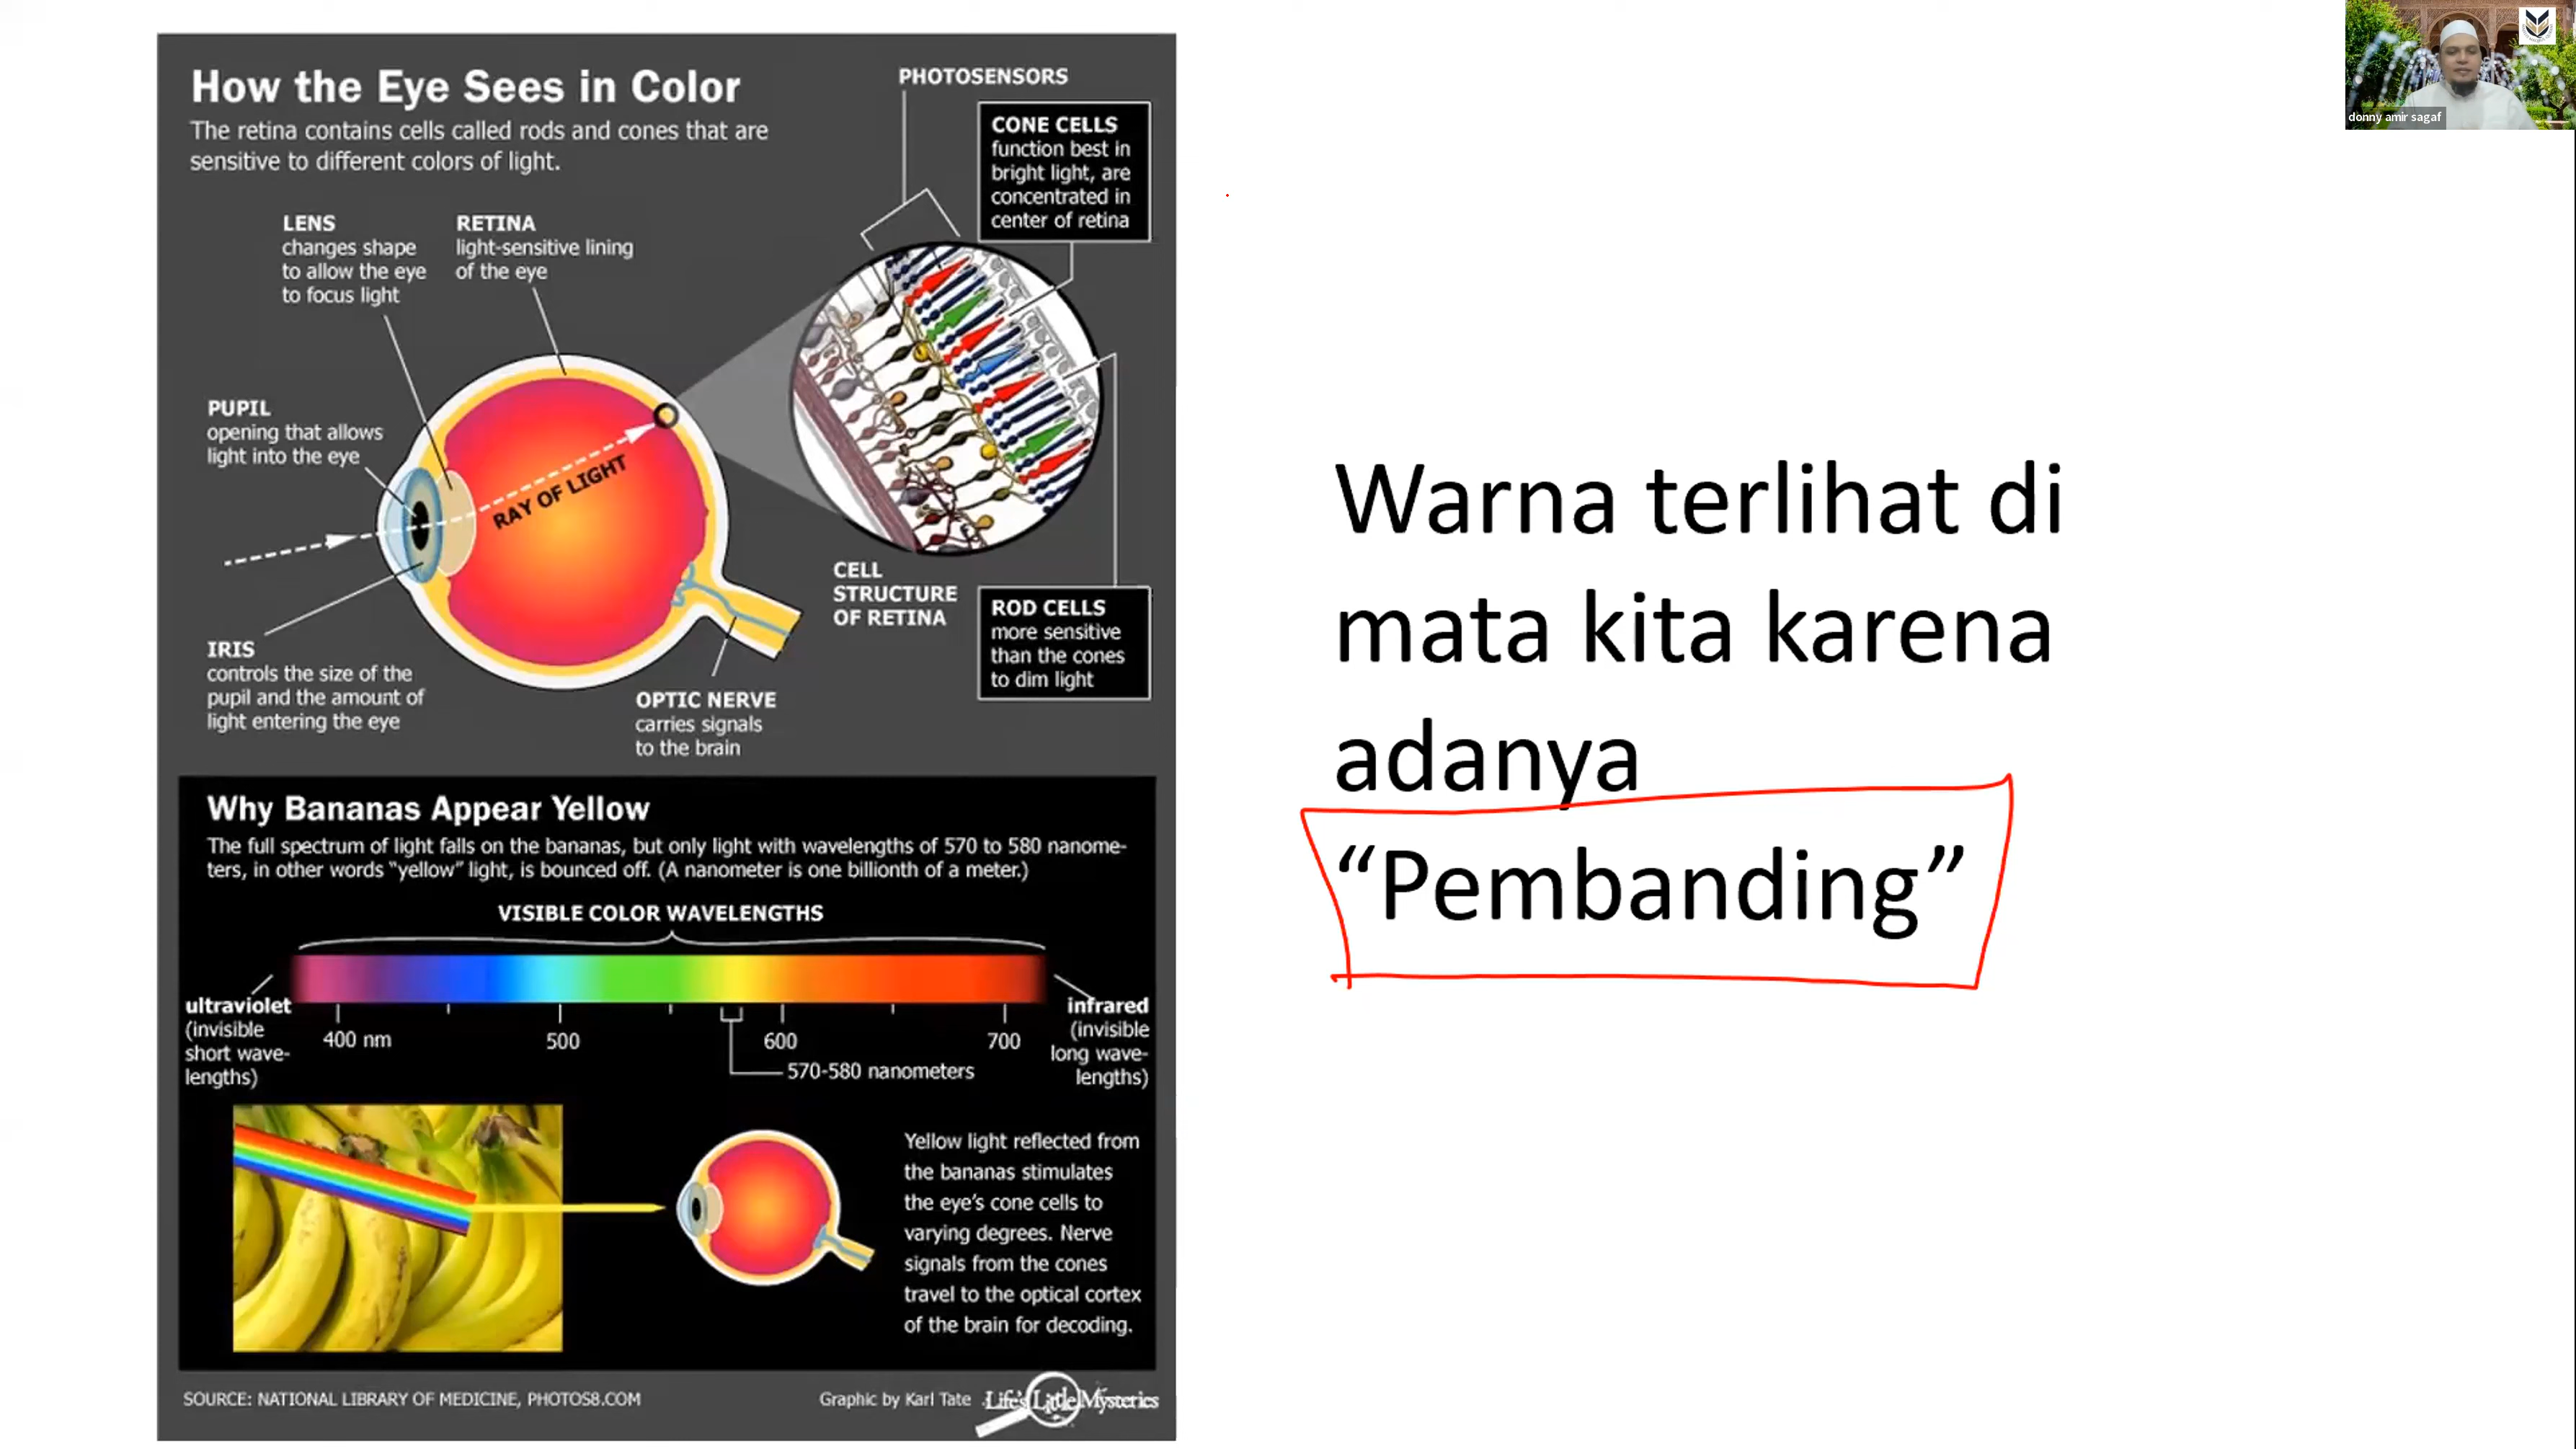 How the Eye Sees in Color
The retina contains cells called rods and cones that are
sensitive to different colors of light.
PHOTOSENSORS
CONE CELLS
function best in
bright light, are
concentrated in
center of retina
LENS
changes shape
to allow the eye
to focus light
RETINA
light-sensitive lining
of the eye
PUPIL
opening that allows
light into the eye
RAY OF LIGHT
IRIS
controls the size of the
pupil and the amount of
light entering the eye
OPTIC NERVE
carries signals
to the brain
CELL
STRUCTURE
OF RETINA
ROD CELLS
more sensitive
than the cones
to dim light
Why Bananas Appear Yellow
The full spectrum of light falls on the bananas, but only light with wavelengths of 570 to 580 nanome-
ters, in other words "yellow" light, is bounced off. (A nanometer is one billionth of a meter.)
VISIBLE COLOR WAVELENGTHS
ultraviolet
(invisible
short wave-
lengths)
400 nm
500
600
700
570-580 nanometers
infrared
(invisible
long wave-
lengths)
Yellow light reflected from
the bananas stimulates
the eye's cone cells to
varying degrees. Nerve
signals from the cones
travel to the optical cortex
of the brain for decoding.
SOURCE: NATIONAL LIBRARY OF MEDICINE, PHOTOS8.COM
Graphic by Karl Tate
Life's Little Mysteries
Warna terlihat di
mata kita karena
adanya
“Pembanding”
donny amir sagaf